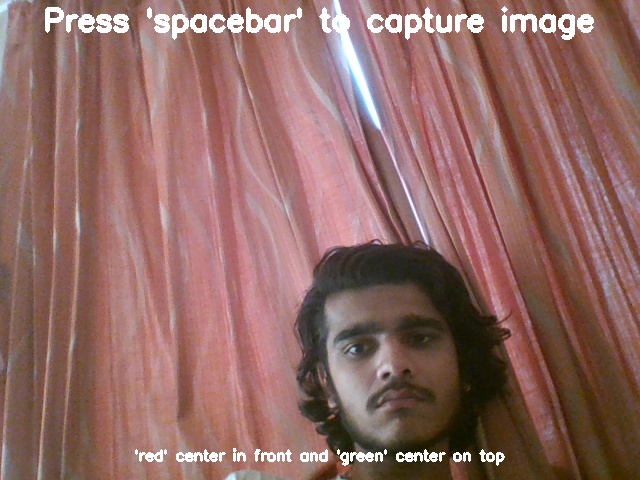 Press 'spacebar' to capture image
'red' center in front and 'green' center on top